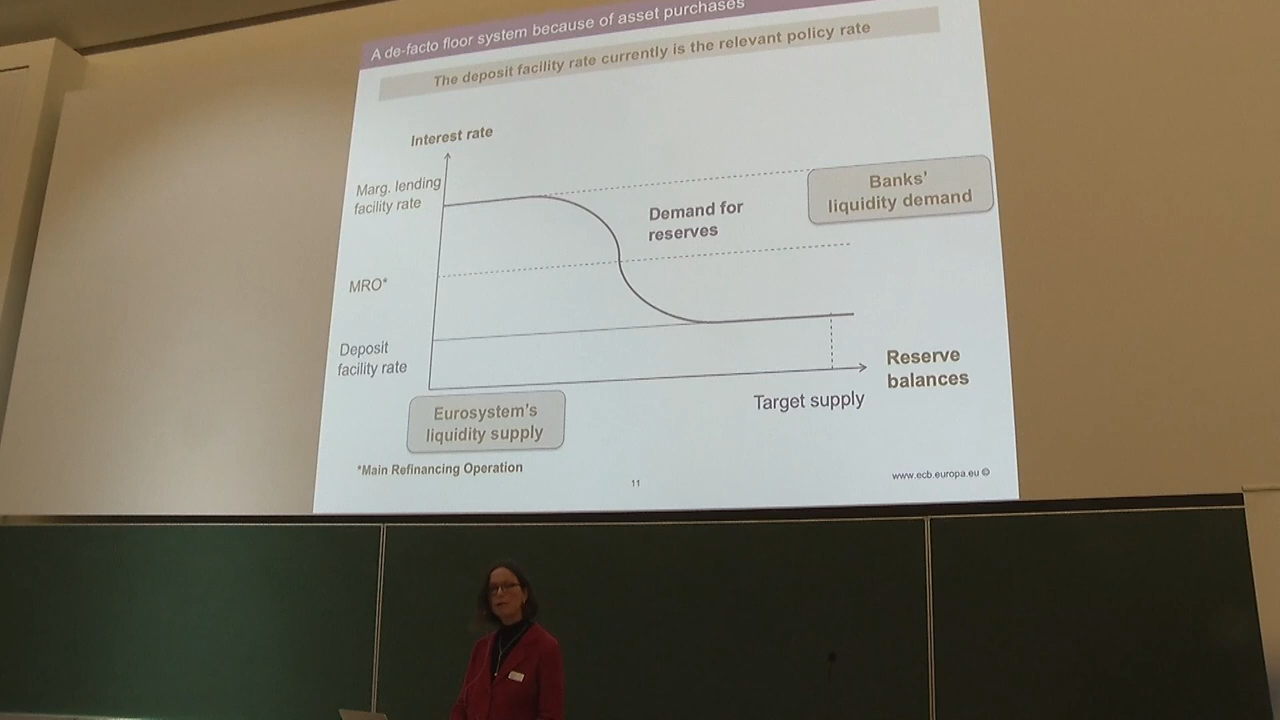 A de-facto floor system because of asset purchases
The deposit facility rate currently is the relevant policy rate
Interest rate
Marg. lending
facility rate
Banks'
liquidity demand
Demand for
reserves
MRO*
Deposit
facility rate
Reserve
balances
Target supply
Eurosystem's
liquidity supply
*Main Refinancing Operation
11
www.ecb.europa.eu ©